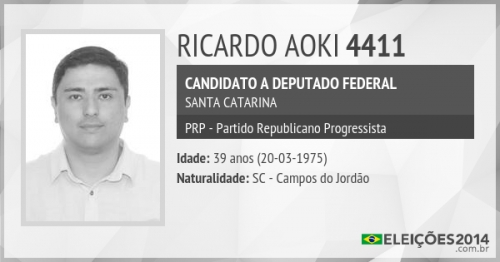 RICARDO AOKI 4411
CANDIDATO A DEPUTADO FEDERAL
SANTA CATARINA
PRP - Partido Republicano Progressista
Idade: 39 anos (20-03-1975)
Naturalidade: SC - Campos do Jordão
ELEIÇÕES2014
.com.br